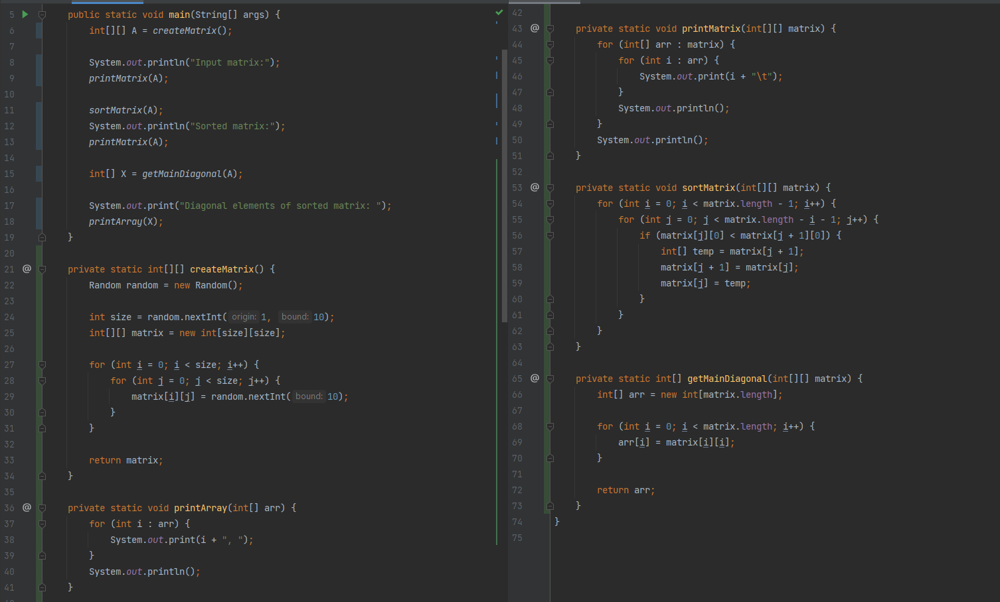 5 public static void main(String[] args) {
6 int[][] A = createMatrix();
7
8 System.out.println("Input matrix:");
9 printMatrix(A);
10
11 sortMatrix(A);
12 System.out.println("Sorted matrix:");
13 printMatrix(A);
14
15 int[] X = getMainDiagonal(A);
16
17 System.out.print("Diagonal elements of sorted matrix: ");
18 printArray(X);
19 }
20
21 @ private static int[][] createMatrix() {
22 Random random = new Random();
23
24 int size = random.nextInt( origin: 1, bound: 10);
25 int[][] matrix = new int[size][size];
26
27 for (int i = 0; i < size; i++) {
28 for (int j = 0; j < size; j++) {
29 matrix[i][j] = random.nextInt( bound: 10);
30 }
31 }
32
33 return matrix;
34 }
35
36 @ private static void printArray(int[] arr) {
37 for (int i : arr) {
38 System.out.print(i + ", ");
39 }
40 System.out.println();
41 }
42
43 @ private static void printMatrix(int[][] matrix) {
44 for (int[] arr : matrix) {
45 for (int i : arr) {
46 System.out.print(i + "\t");
47 }
48 System.out.println();
49 }
50 System.out.println();
51 }
52
53 @ private static void sortMatrix(int[][] matrix) {
54 for (int i = 0; i < matrix.length - 1; i++) {
55 for (int j = 0; j < matrix.length - i - 1; j++) {
56 if (matrix[j][0] < matrix[j + 1][0]) {
57 int[] temp = matrix[j + 1];
58 matrix[j + 1] = matrix[j];
59 matrix[j] = temp;
60 }
61 }
62 }
63 }
64
65 @ private static int[] getMainDiagonal(int[][] matrix) {
66 int[] arr = new int[matrix.length];
67
68 for (int i = 0; i < matrix.length; i++) {
69 arr[i] = matrix[i][i];
70 }
71
72 return arr;
73 }
74 }
75